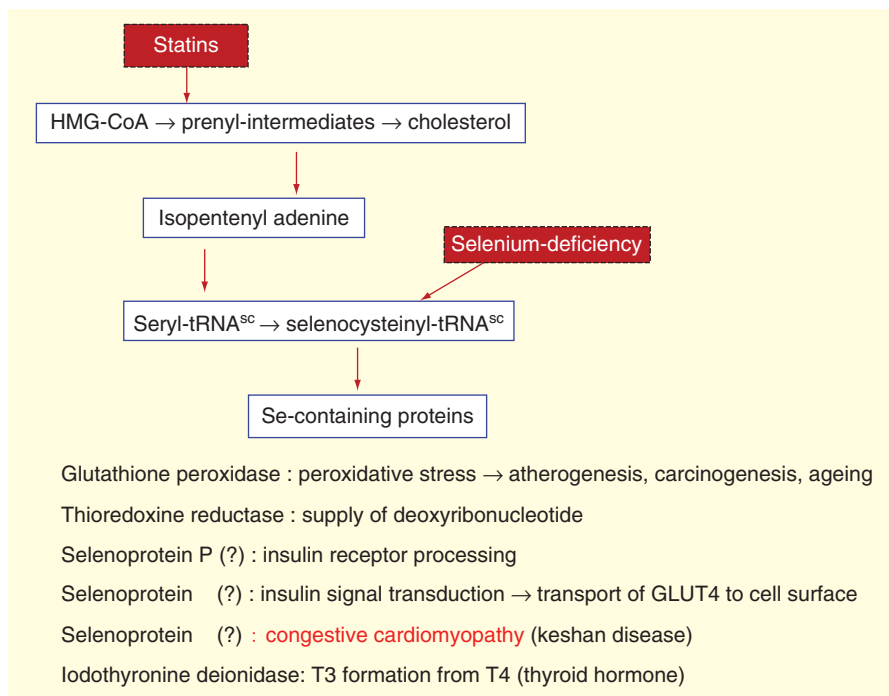 Statins
HMG-CoA → prenyl-intermediates → cholesterol
Isopentenyl adenine
Selenium-deficiency
Seryl-tRNAˢᶜ → selenocysteinyl-tRNAˢᶜ
Se-containing proteins
Glutathione peroxidase : peroxidative stress → atherogenesis, carcinogenesis, ageing
Thioredoxine reductase : supply of deoxyribonucleotide
Selenoprotein P (?) : insulin receptor processing
Selenoprotein (?) : insulin signal transduction → transport of GLUT4 to cell surface
Selenoprotein (?) : congestive cardiomyopathy (keshan disease)
Iodothyronine deionidase: T3 formation from T4 (thyroid hormone)